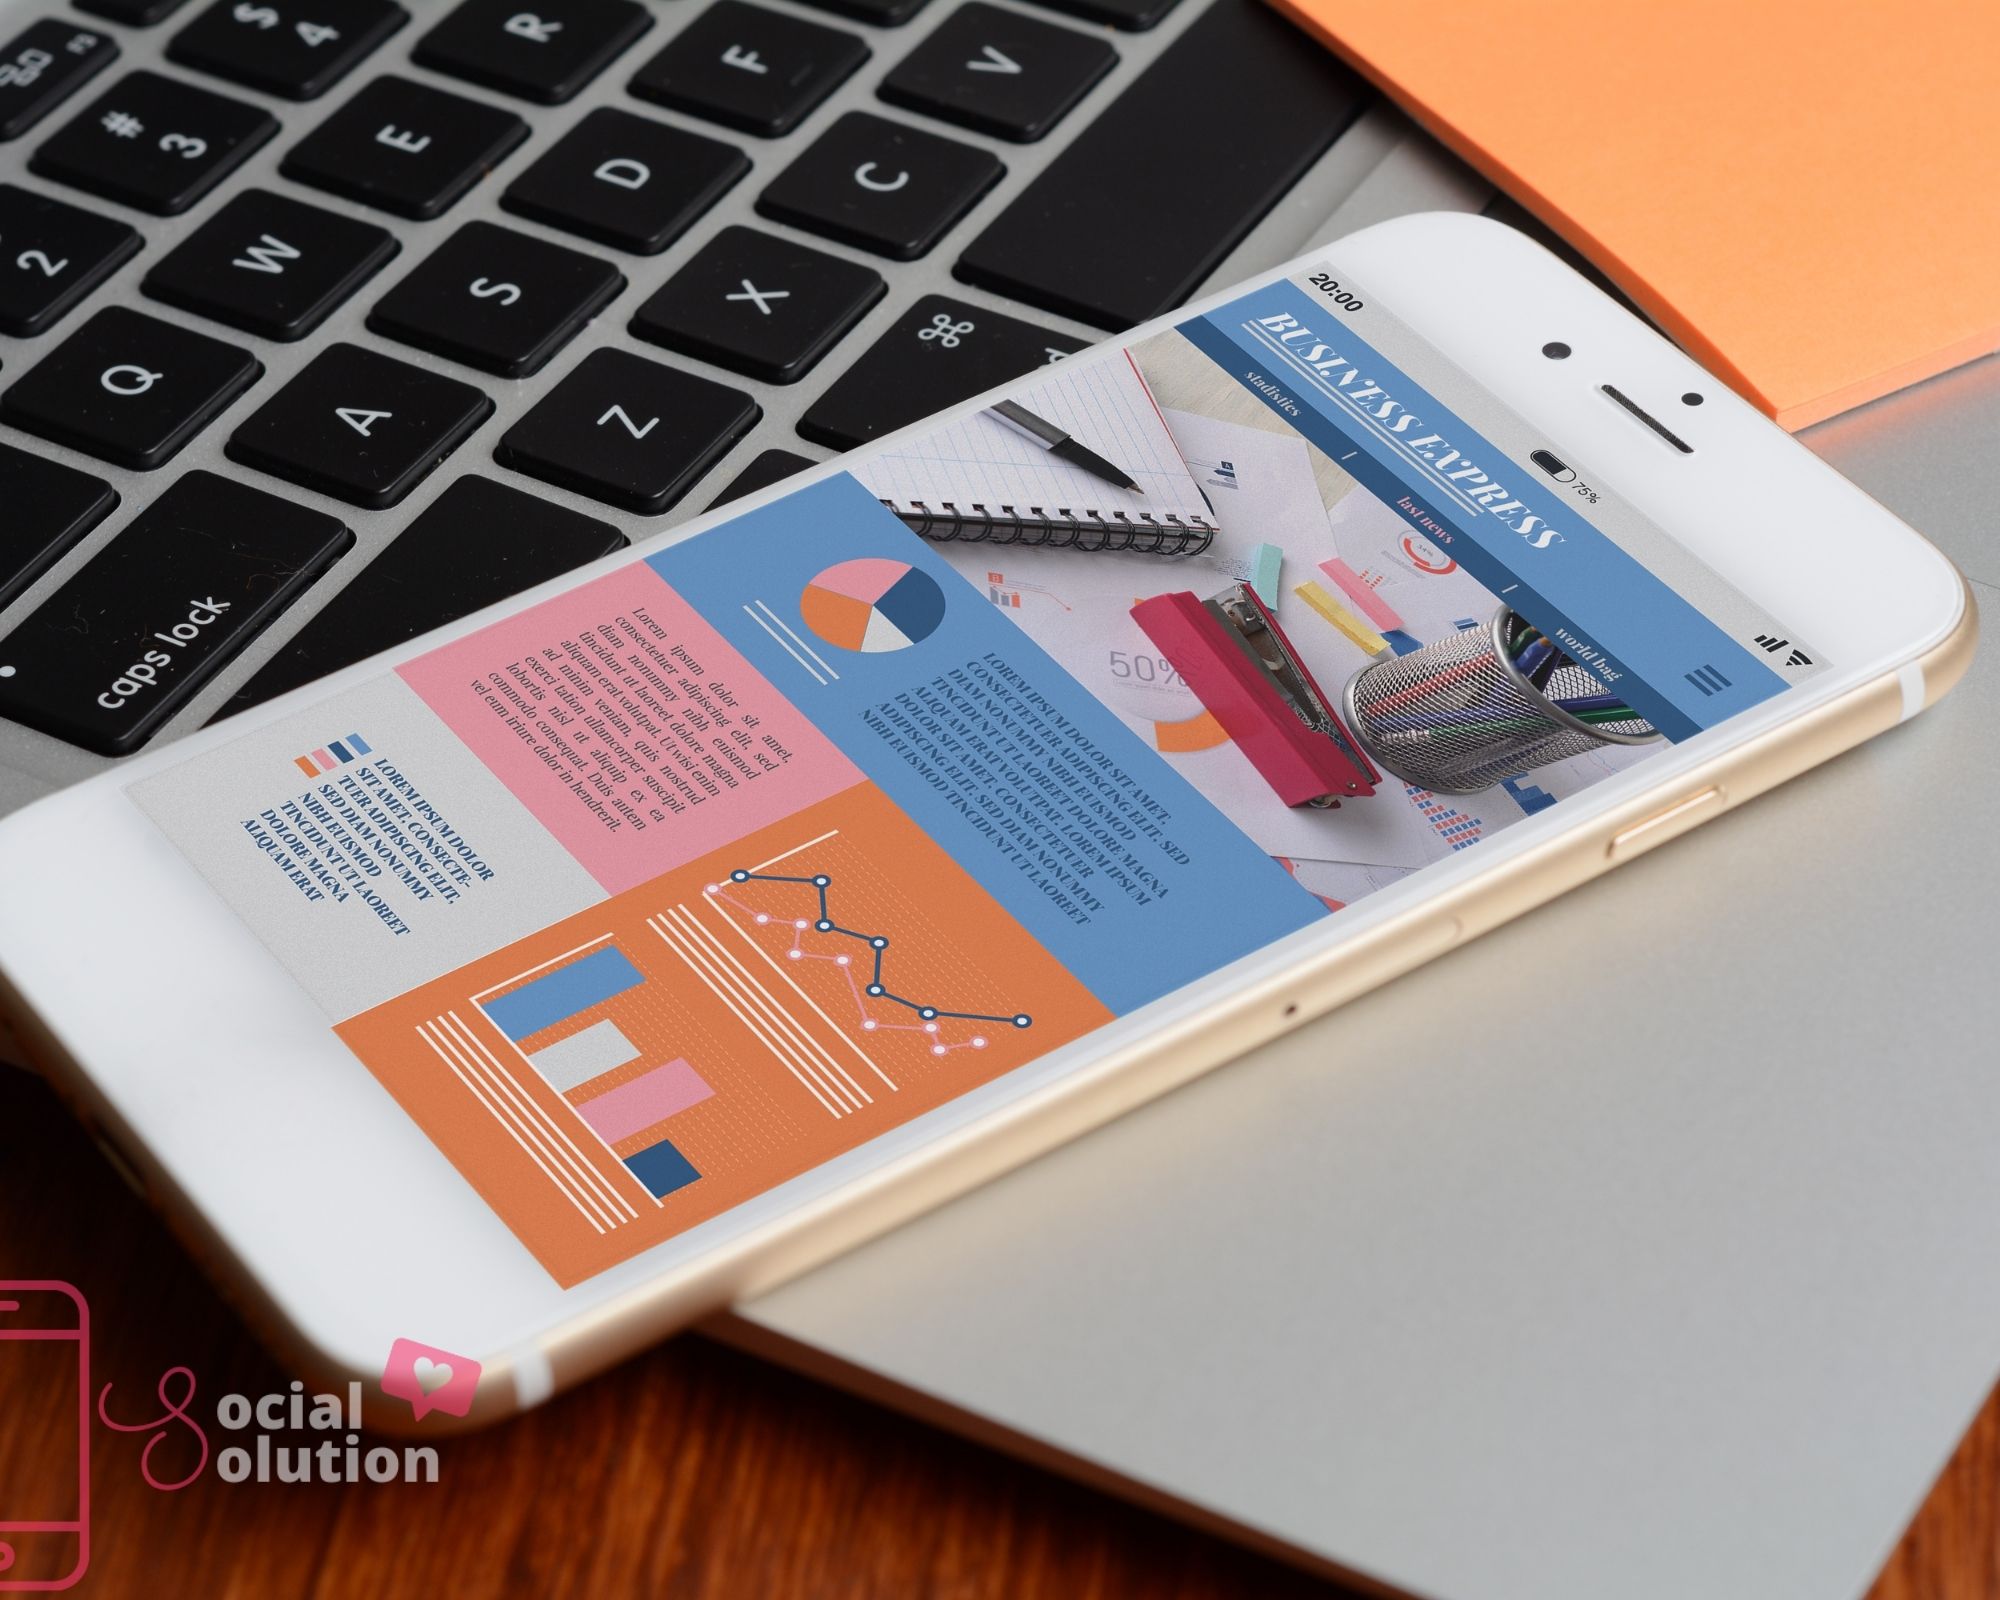 20:00
75%
BUSINESS EXPRESS
stadistics / last news / world bag
50%
LOREM IPSUM DOLOR SIT AMET,
CONSECTETUER ADIPISCING ELIT, SED
DIAM NONUMMY NIBH EUISMOD
TINCIDUNT UT LAOREET DOLORE MAGNA
ALIQUAM ERAT VOLUTPAT. LOREM IPSUM
DOLOR SIT AMET, CONSECTETUER
ADIPISCING ELIT, SED DIAM NONUMMY
NIBH EUISMOD TINCIDUNT UT LAOREET
Lorem ipsum dolor sit amet,
consectetuer adipiscing elit, sed
diam nonummy nibh euismod
tincidunt ut laoreet dolore magna
aliquam erat volutpat. Ut wisi enim
ad minim veniam, quis nostrud
exerci tation ullamcorper suscipit
lobortis nisl ut aliquip ex ea
commodo consequat. Duis autem
vel eum iriure dolor in hendrerit.
LOREM IPSUM DOLOR
SIT AMET, CONSECTE-
TUER ADIPISCING ELIT,
SED DIAM NONUMMY
NIBH EUISMOD
TINCIDUNT UT LAOREET
DOLORE MAGNA
ALIQUAM ERAT
F3
$
4
R
F
V
#
3
E
D
C
2
W
S
X
⌘
Q
A
Z
caps lock
Social
Solution